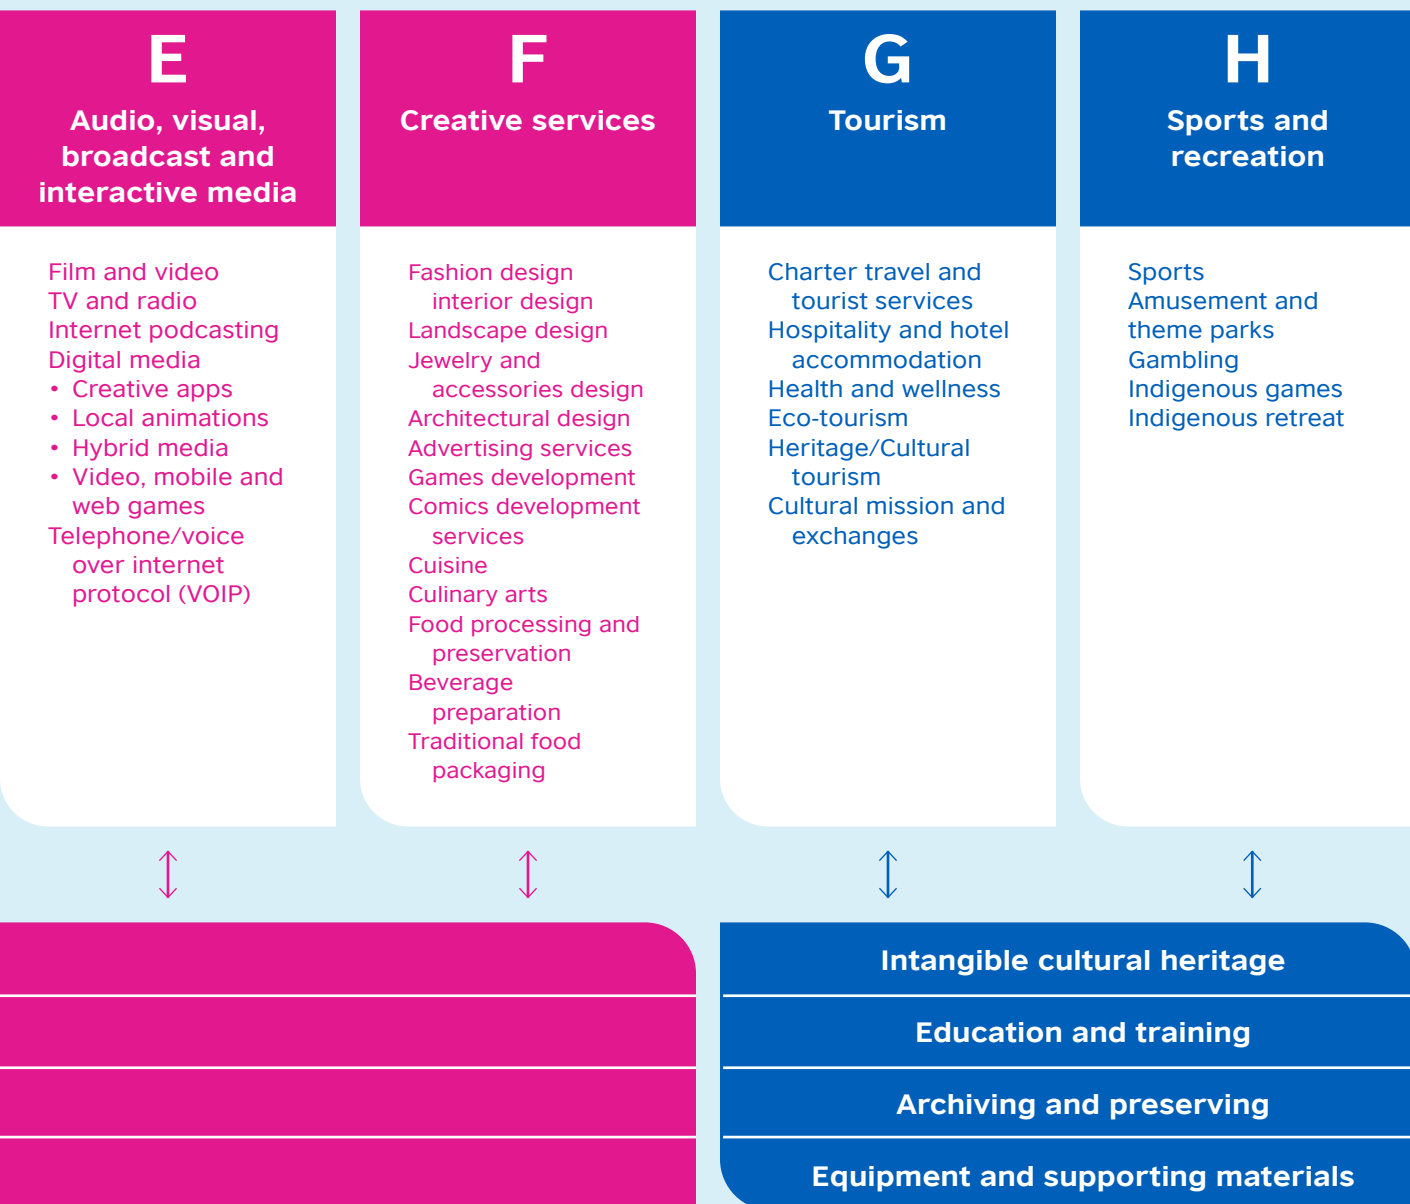 E
Audio, visual,
broadcast and
interactive media
Film and video
TV and radio
Internet podcasting
Digital media
• Creative apps
• Local animations
• Hybrid media
• Video, mobile and
web games
Telephone/voice
over internet
protocol (VOIP)
F
Creative services
Fashion design
interior design
Landscape design
Jewelry and
accessories design
Architectural design
Advertising services
Games development
Comics development
services
Cuisine
Culinary arts
Food processing and
preservation
Beverage
preparation
Traditional food
packaging
G
Tourism
Charter travel and
tourist services
Hospitality and hotel
accommodation
Health and wellness
Eco-tourism
Heritage/Cultural
tourism
Cultural mission and
exchanges
H
Sports and
recreation
Sports
Amusement and
theme parks
Gambling
Indigenous games
Indigenous retreat
Intangible cultural heritage
Education and training
Archiving and preserving
Equipment and supporting materials